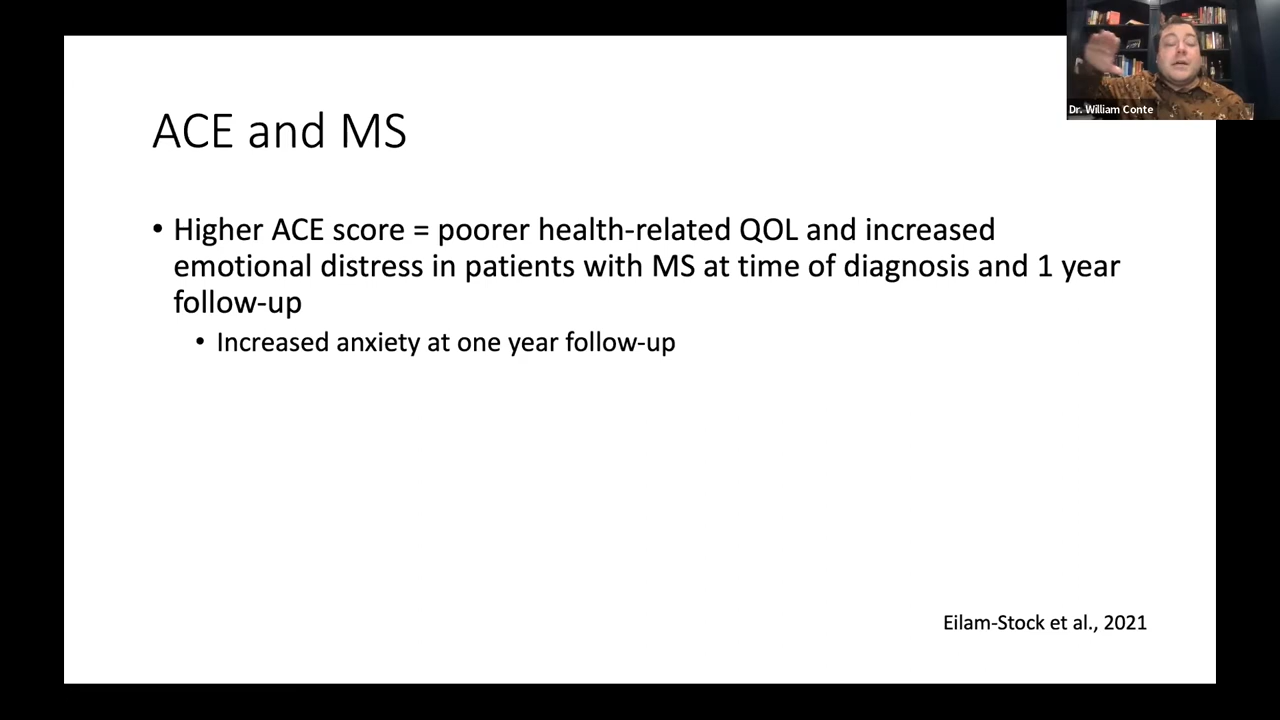 Dr. William Conte
ACE and MS
• Higher ACE score = poorer health-related QOL and increased
emotional distress in patients with MS at time of diagnosis and 1 year
follow-up
• Increased anxiety at one year follow-up
Eilam-Stock et al., 2021